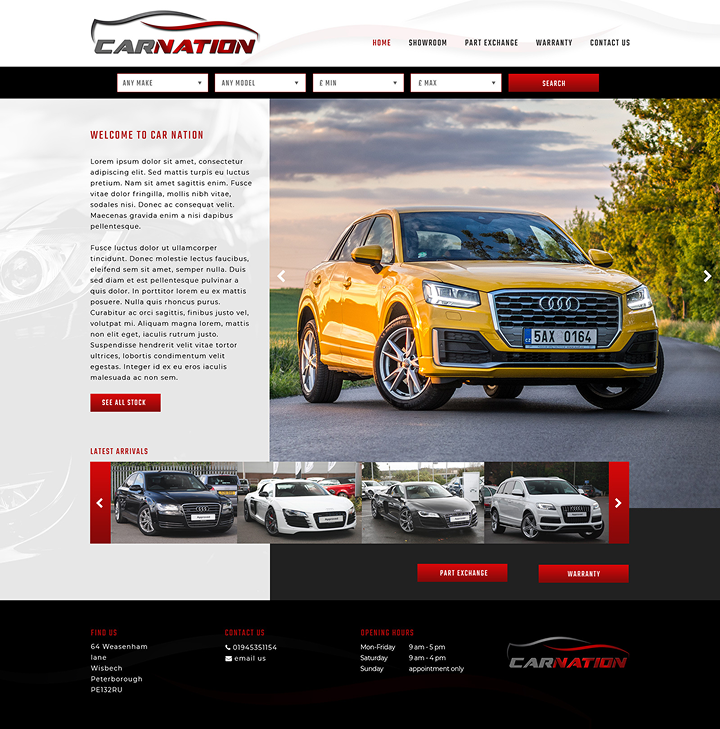 CARNATION
HOME SHOWROOM PART EXCHANGE WARRANTY CONTACT US
ANY MAKE ANY MODEL £ MIN £ MAX SEARCH
WELCOME TO CAR NATION
Lorem ipsum dolor sit amet, consectetur
adipiscing elit. Sed mattis turpis eu luctus
pretium. Nam sit amet sagittis enim. Fusce
vitae dolor fringilla, mollis nibh vitae,
sodales nisi. Donec ac consequat velit.
Maecenas gravida enim a nisi dapibus
pellentesque.
Fusce luctus dolor ut ullamcorper
tincidunt. Donec molestie lectus faucibus,
eleifend sem sit amet, semper nulla. Duis
sed diam et est pellentesque pulvinar a
quis dolor. In porttitor lorem eu ex mattis
posuere. Nulla quis rhoncus purus.
Curabitur ac orci sagittis, finibus justo vel,
volutpat mi. Aliquam magna lorem, mattis
non elit eget, iaculis rutrum justo.
Suspendisse hendrerit velit vitae tortor
ultrices, lobortis condimentum velit
egestas. Integer id ex eu eros iaculis
malesuada ac non sem.
SEE ALL STOCK
5AX 0164
CZ
LATEST ARRIVALS
PART EXCHANGE WARRANTY
FIND US
64 Weasenham
lane
Wisbech
Peterborough
PE132RU
CONTACT US
01945351154
email us
OPENING HOURS
Mon-Friday 9 am - 5 pm
Saturday 9 am - 4 pm
Sunday appointment only
CARNATION